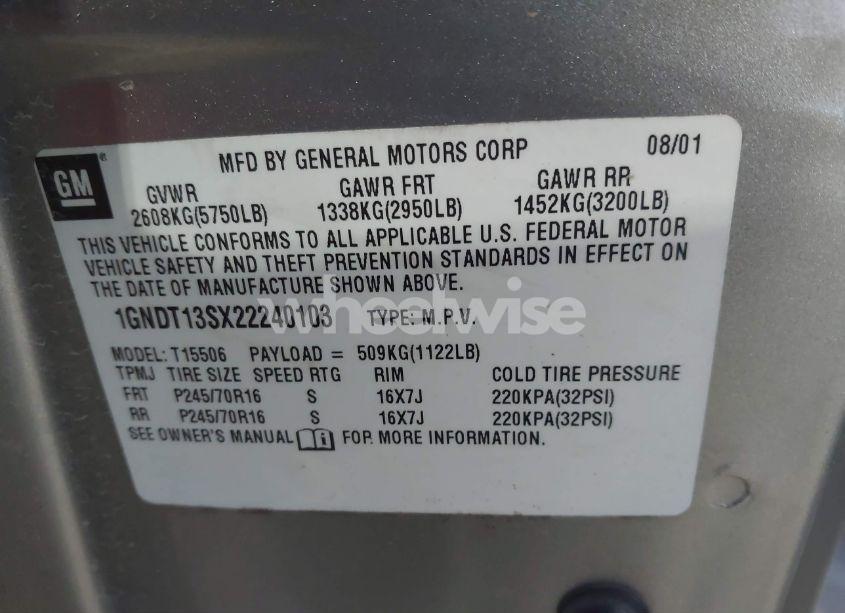 MFD BY GENERAL MOTORS CORP 08/01
GM
GVWR GAWR FRT GAWR RR
2608KG(5750LB) 1338KG(2950LB) 1452KG(3200LB)
THIS VEHICLE CONFORMS TO ALL APPLICABLE U.S. FEDERAL MOTOR
VEHICLE SAFETY AND THEFT PREVENTION STANDARDS IN EFFECT ON
THE DATE OF MANUFACTURE SHOWN ABOVE.
wheelwise
1GNDT13SX22240103 TYPE: M.P.V.
MODEL: T15506 PAYLOAD = 509KG(1122LB)
TPMJ TIRE SIZE SPEED RTG RIM COLD TIRE PRESSURE
FRT P245/70R16 S 16X7J 220KPA(32PSI)
RR P245/70R16 S 16X7J 220KPA(32PSI)
SEE OWNER'S MANUAL FOR MORE INFORMATION.